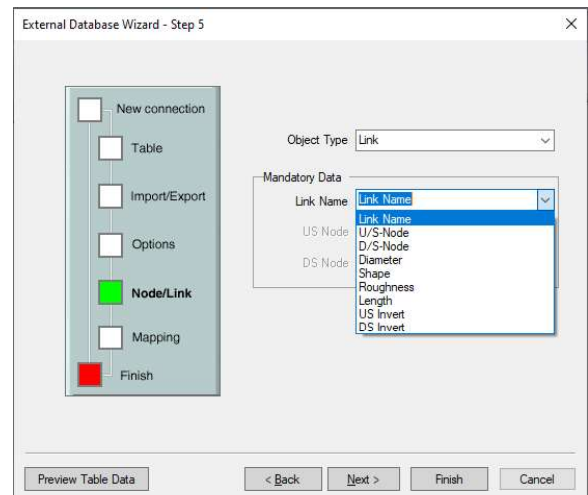 External Database Wizard - Step 5
New connection
Table
Import/Export
Options
Node/Link
Mapping
Finish
Object Type Link
Mandatory Data
Link Name Link Name
Link Name
U/S-Node
D/S-Node
Diameter
Shape
Roughness
Length
US Invert
DS Invert
US Node
DS Node
Preview Table Data < Back Next > Finish Cancel